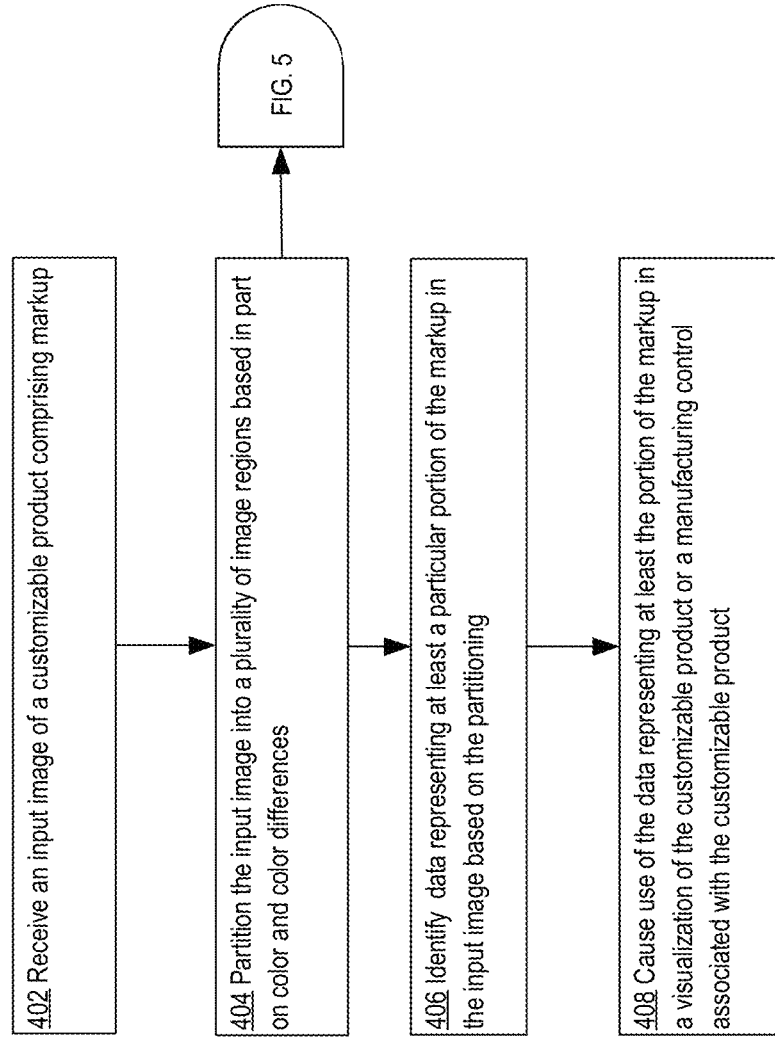 402 Receive an input image of a customizable product comprising markup
404 Partition the input image into a plurality of image regions based in part
on color and color differences
FIG. 5
406 Identify data representing at least a particular portion of the markup in
the input image based on the partitioning
408 Cause use of the data representing at least the portion of the markup in
a visualization of the customizable product or a manufacturing control
associated with the customizable product